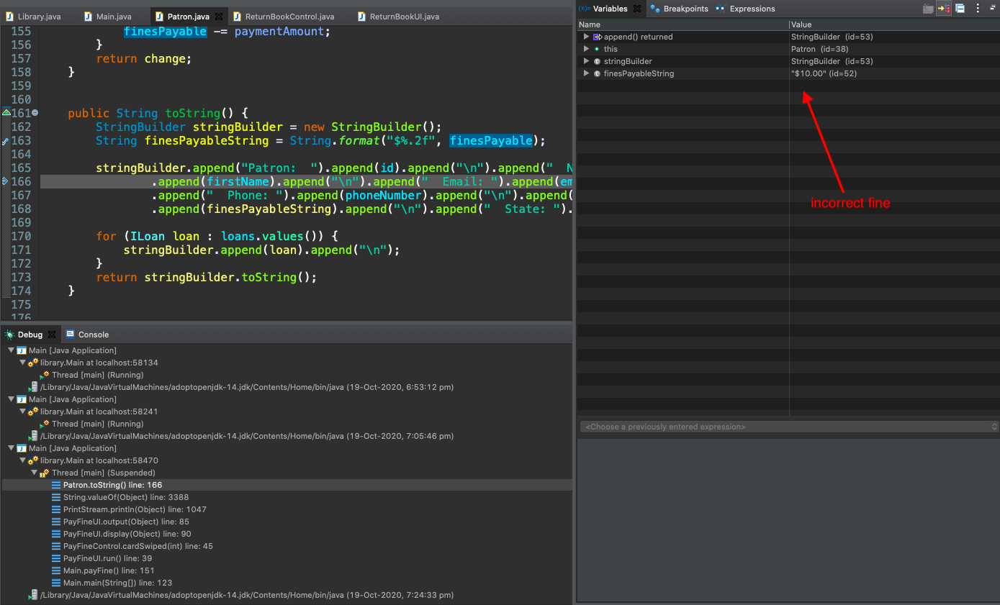 Library.java Main.java Patron.java ReturnBookControl.java ReturnBookUI.java
155 finesPayable -= paymentAmount;
156 }
157 return change;
158 }
159
160
161 public String toString() {
162 StringBuilder stringBuilder = new StringBuilder();
163 String finesPayableString = String.format("$%.2f", finesPayable);
164
165 stringBuilder.append("Patron:  ").append(id).append("\n").append("  N
166 .append(firstName).append("\n").append("  Email: ").append(em
167 .append("  Phone: ").append(phoneNumber).append("\n").append(
168 .append(finesPayableString).append("\n").append("  State: ").
169
170 for (ILoan loan : loans.values()) {
171 stringBuilder.append(loan).append("\n");
172 }
173 return stringBuilder.toString();
174 }
175
176
Debug Console
Main [Java Application]
library.Main at localhost:58134
Thread [main] (Running)
/Library/Java/JavaVirtualMachines/adoptopenjdk-14.jdk/Contents/Home/bin/java (19-Oct-2020, 6:53:12 pm)
Main [Java Application]
library.Main at localhost:58241
Thread [main] (Running)
/Library/Java/JavaVirtualMachines/adoptopenjdk-14.jdk/Contents/Home/bin/java (19-Oct-2020, 7:05:46 pm)
Main [Java Application]
library.Main at localhost:58470
Thread [main] (Suspended)
Patron.toString() line: 166
String.valueOf(Object) line: 3388
PrintStream.println(Object) line: 1047
PayFineUI.output(Object) line: 85
PayFineUI.display(Object) line: 90
PayFineControl.cardSwiped(int) line: 45
PayFineUI.run() line: 39
Main.payFine() line: 151
Main.main(String[]) line: 123
/Library/Java/JavaVirtualMachines/adoptopenjdk-14.jdk/Contents/Home/bin/java (19-Oct-2020, 7:24:33 pm)
(x)= Variables Breakpoints Expressions
Name Value
append() returned StringBuilder (id=53)
this Patron (id=38)
stringBuilder StringBuilder (id=53)
finesPayableString "$10.00" (id=52)
incorrect fine
<Choose a previously entered expression>